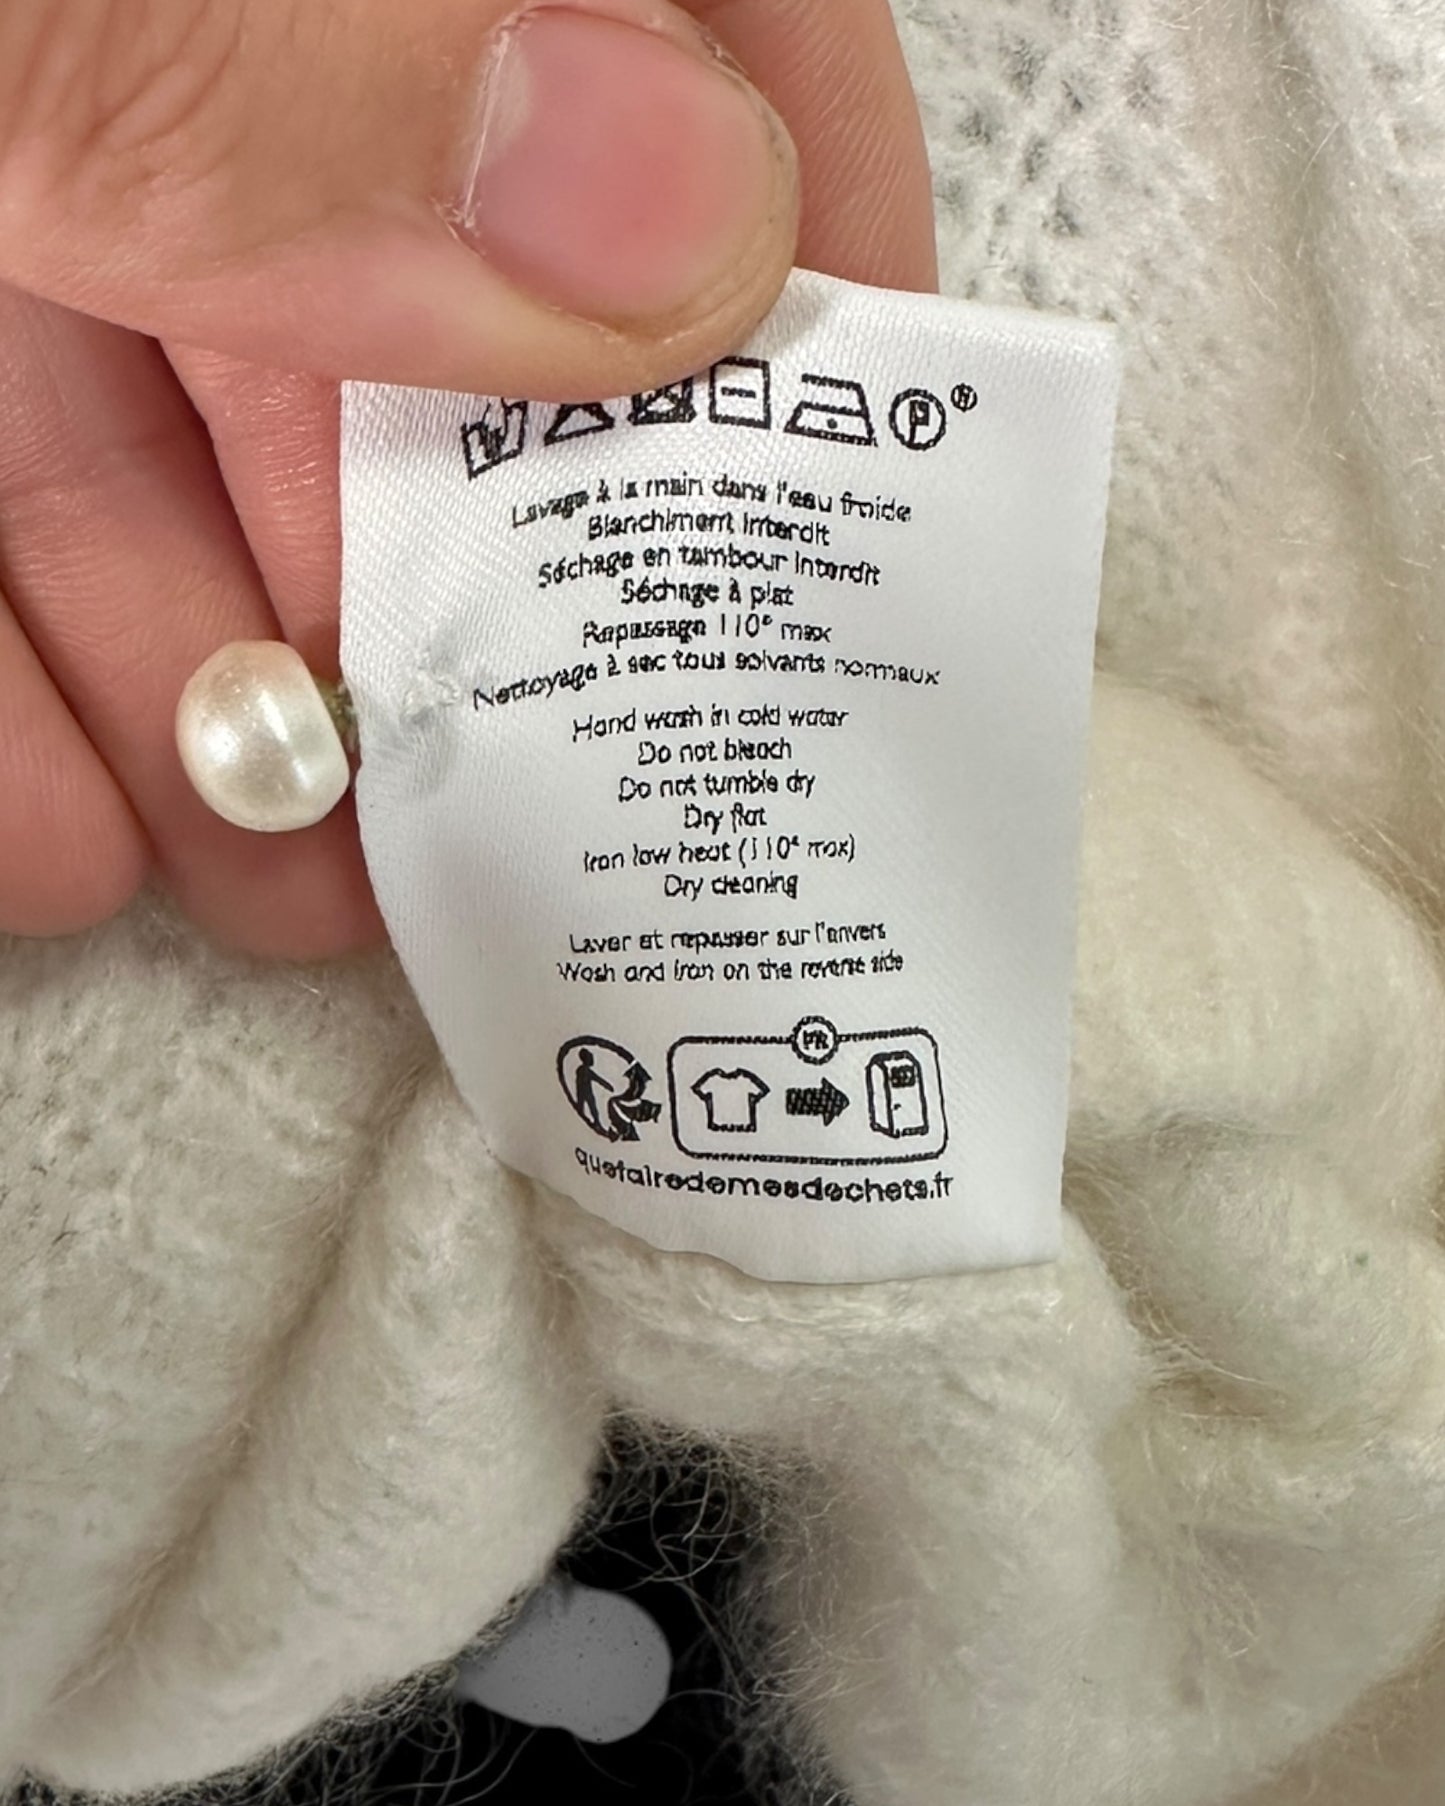 P
Lavage à la main dans l'eau froide
Blanchiment Interdit
Séchage en tambour Interdit
Séchage à plat
Repassage 110° max
Nettoyage à sec tous solvants normaux
Hand wash in cold water
Do not bleach
Do not tumble dry
Dry flat
Iron low heat (110° max)
Dry cleaning
Laver et repasser sur l'anvers
Wash and Iron on the reverse side
FR
quefairedemesdechets.fr